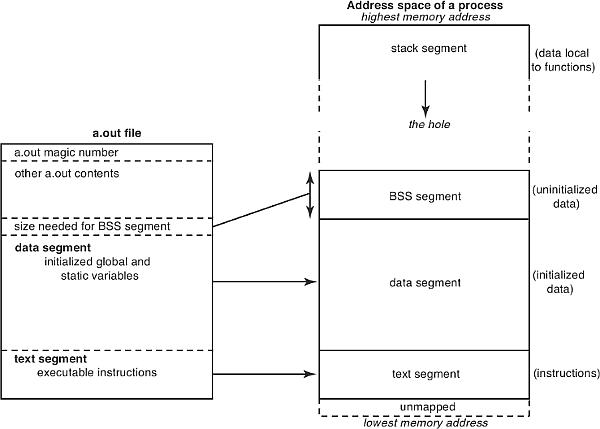 Address space of a process
highest memory address
stack segment
(data local
to functions)
the hole
a.out file
a.out magic number
other a.out contents
size needed for BSS segment
data segment
initialized global and
static variables
text segment
executable instructions
BSS segment
(uninitialized
data)
data segment
(initialized
data)
text segment
(instructions)
unmapped
lowest memory address